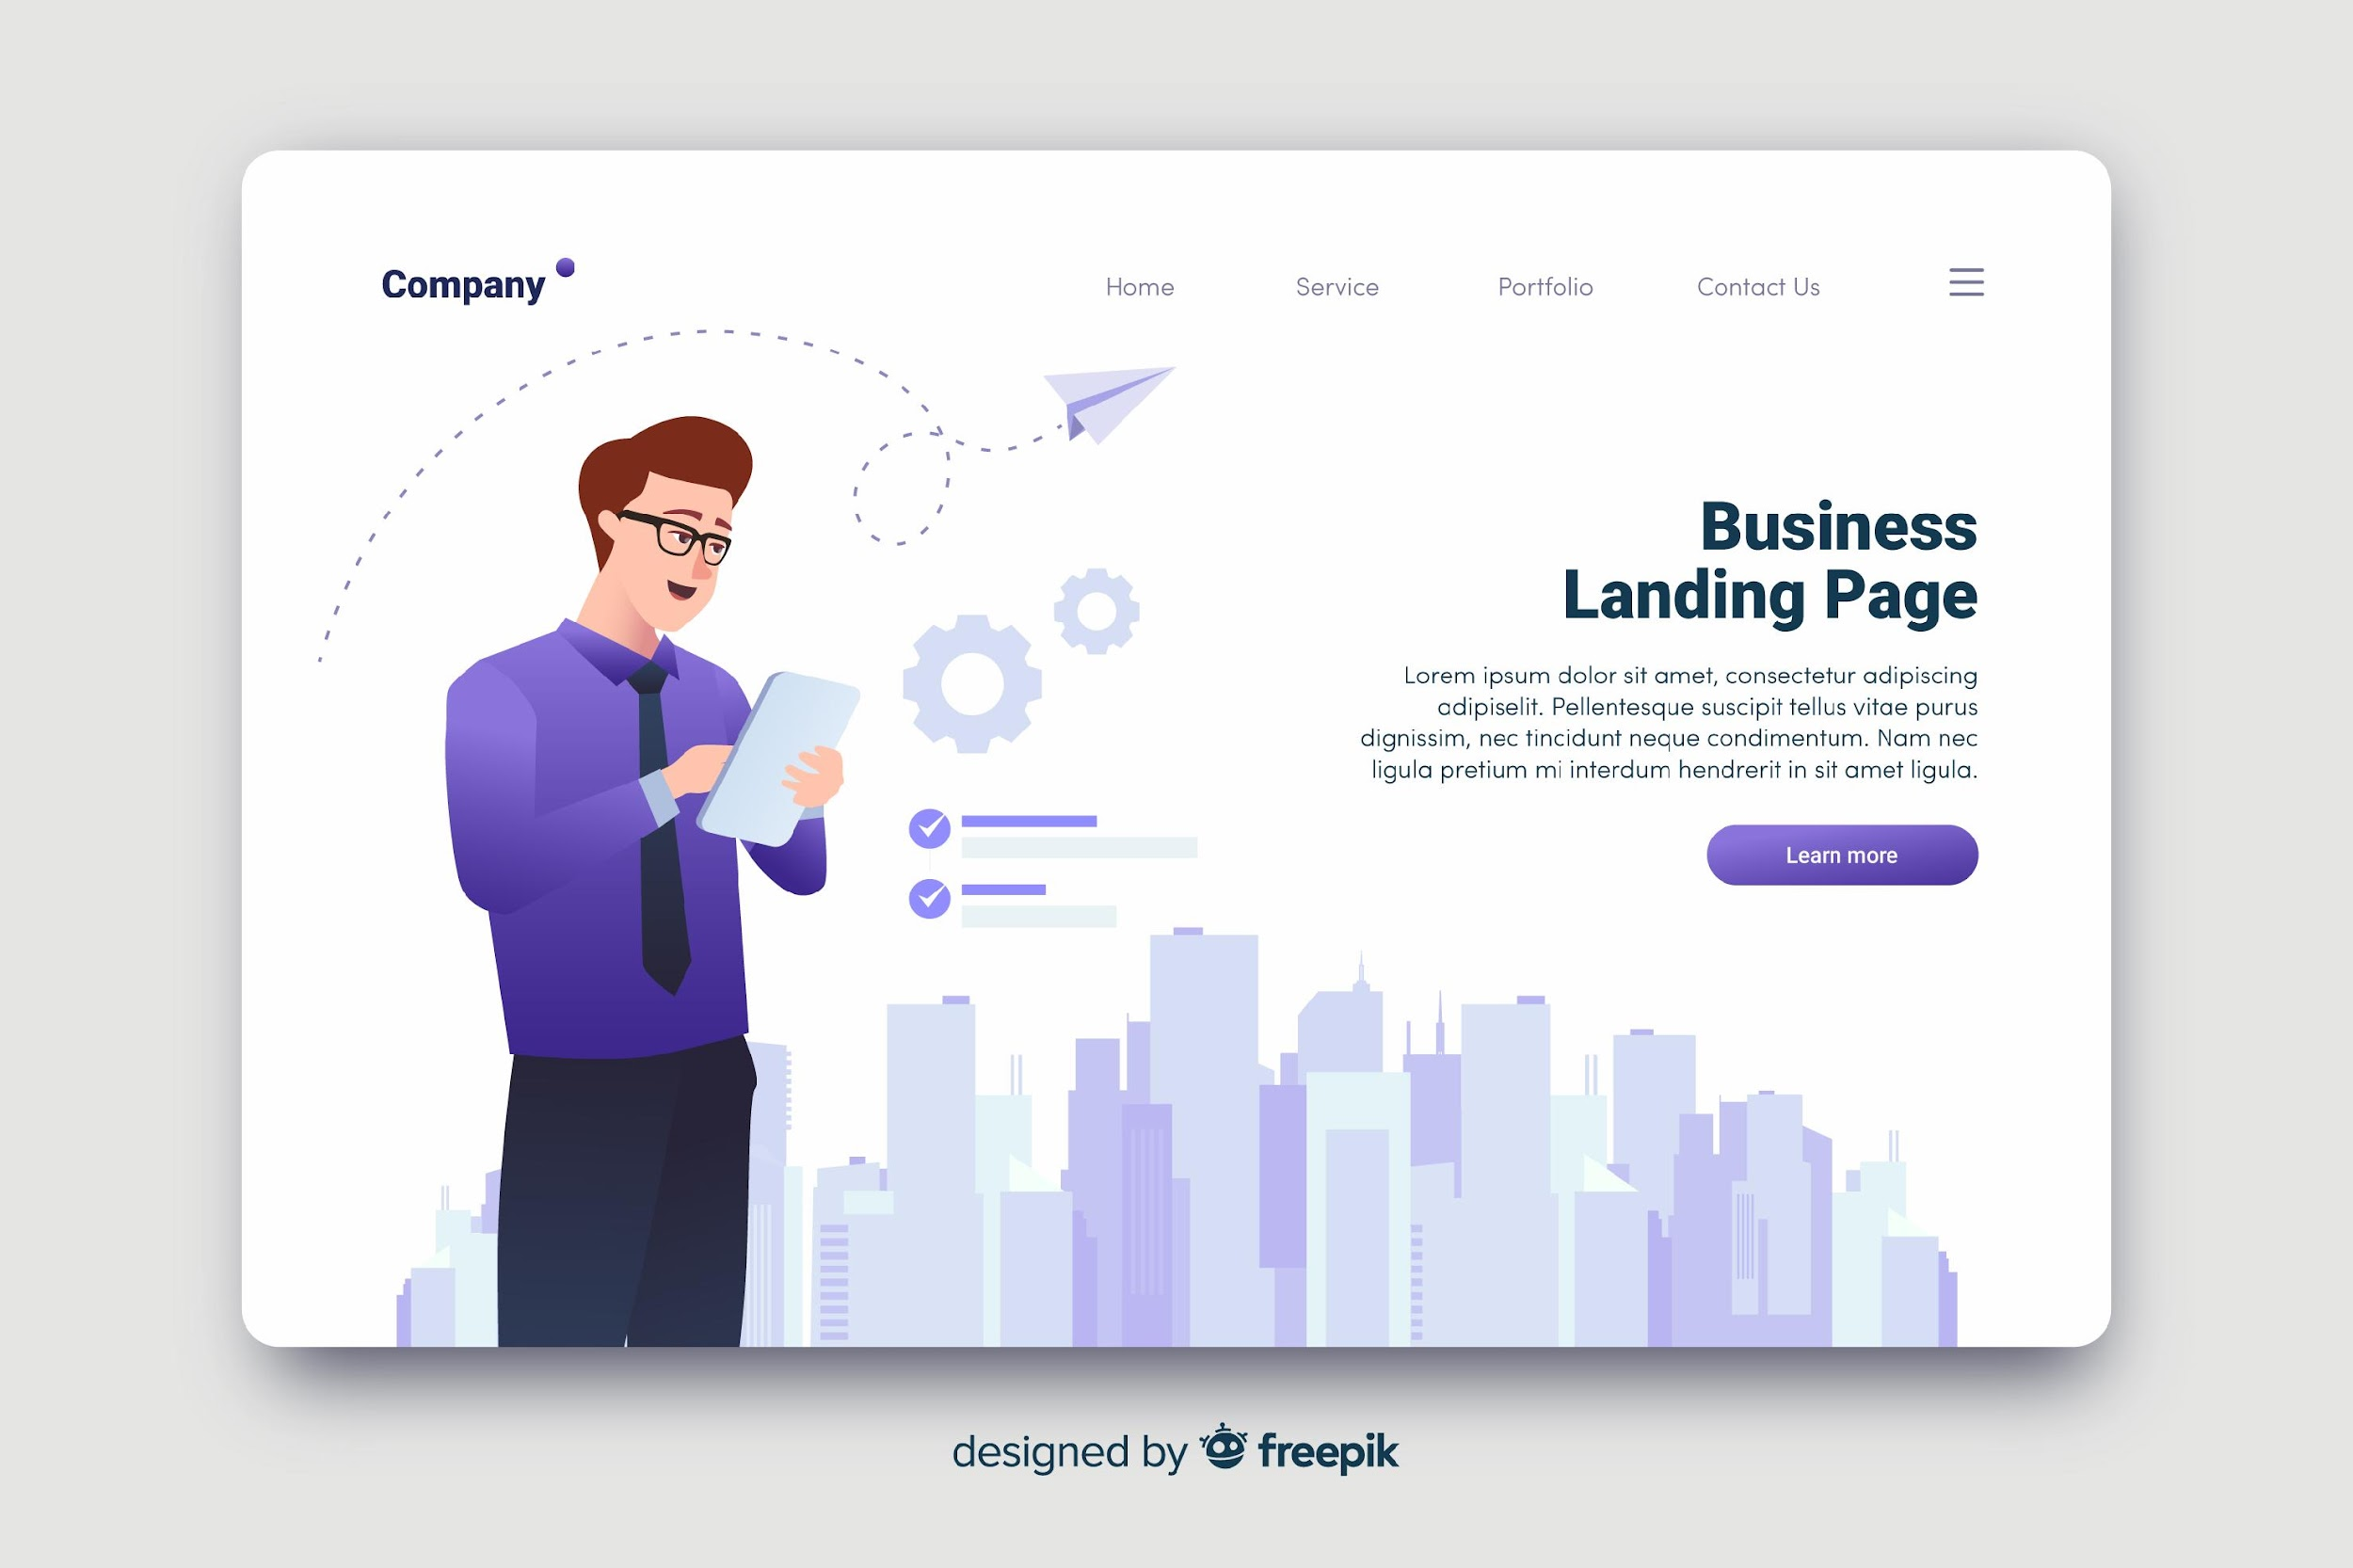 Company
Home Service Portfolio Contact Us
Business
Landing Page
Lorem ipsum dolor sit amet, consectetur adipiscing
adipiselit. Pellentesque suscipit tellus vitae purus
dignissim, nec tincidunt neque condimentum. Nam nec
ligula pretium mi interdum hendrerit in sit amet ligula.
Learn more
designed by freepik